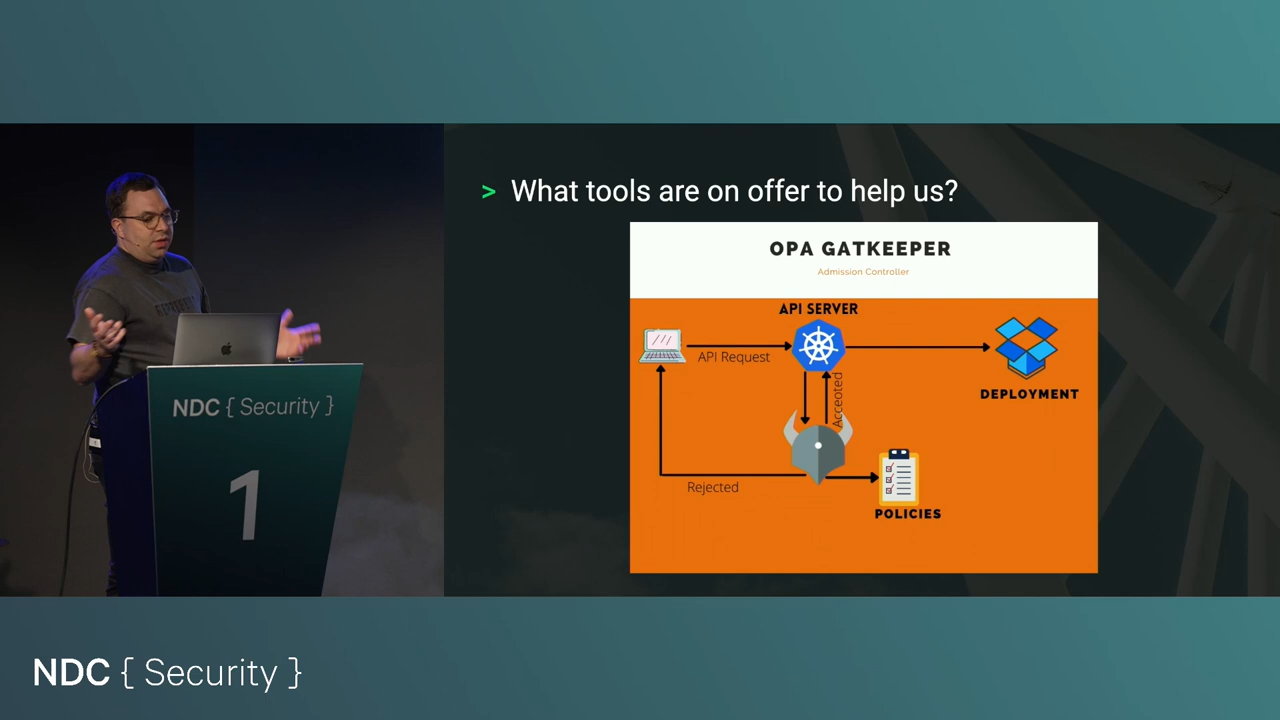 > What tools are on offer to help us?
OPA GATKEEPER
Admission Controller
API SERVER
API Request
Acceoted
DEPLOYMENT
Rejected
POLICIES
NDC { Security }
1
NDC { Security }